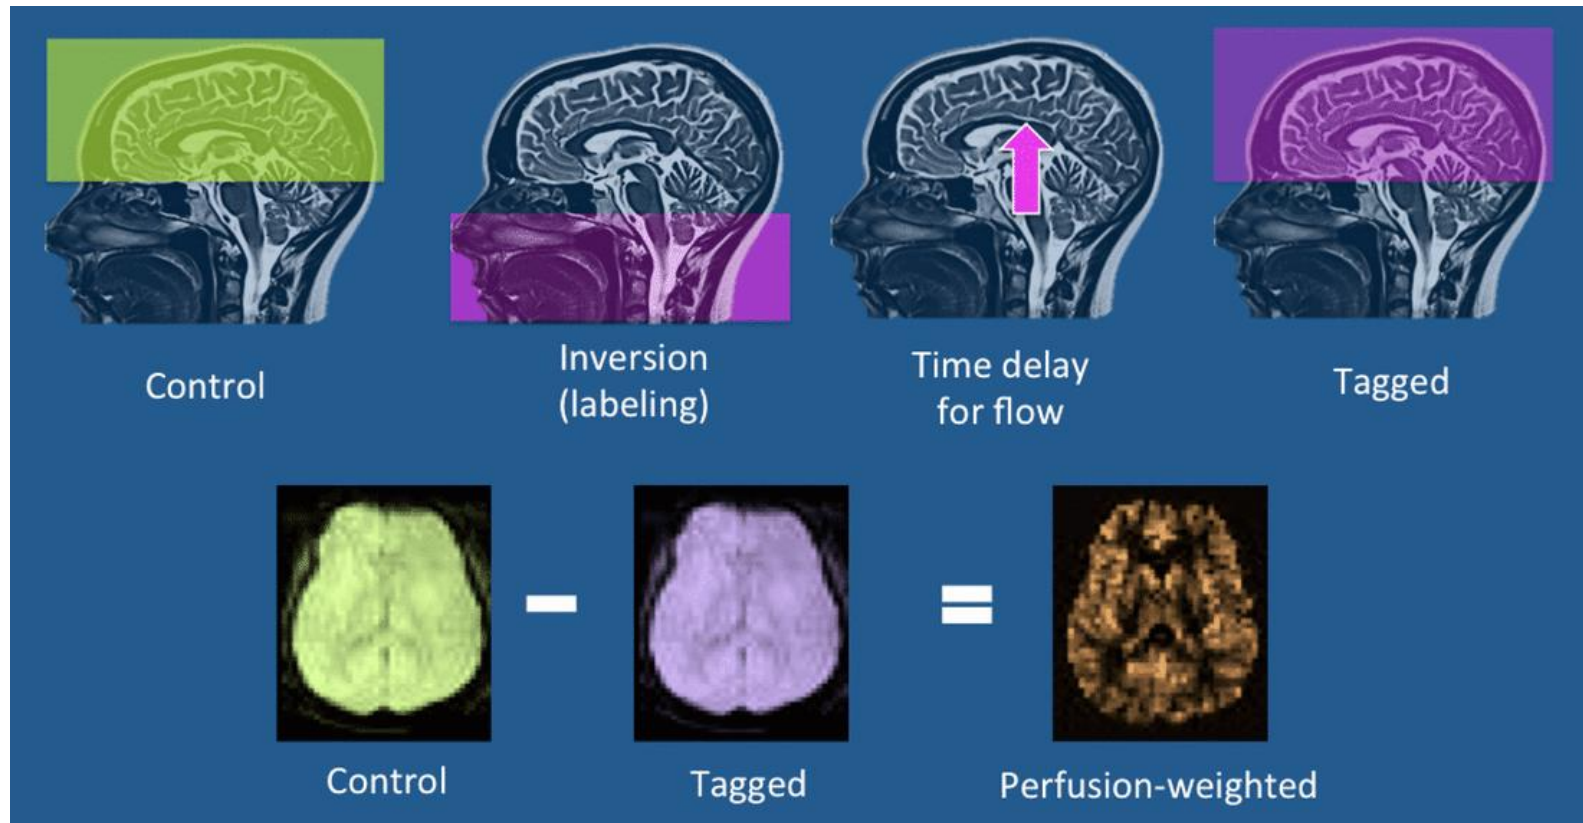 Control
Inversion
(labeling)
Time delay
for flow
Tagged
Control
Tagged
Perfusion-weighted